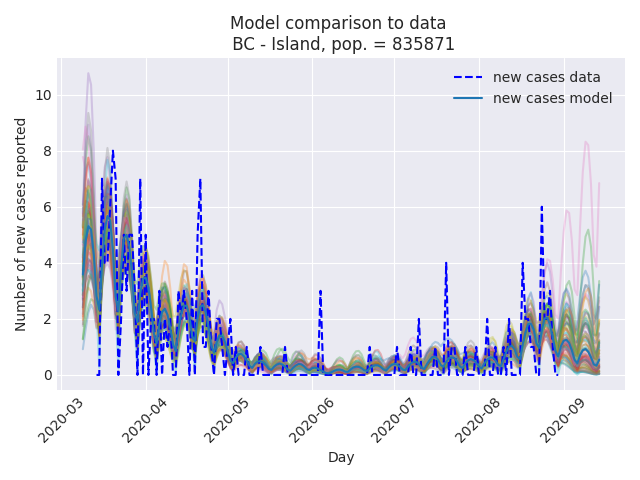 Model comparison to data
BC - Island, pop. = 835871
new cases data
new cases model
Number of new cases reported
10
8
6
4
2
0
2020-03
2020-04
2020-05
2020-06
2020-07
2020-08
2020-09
Day